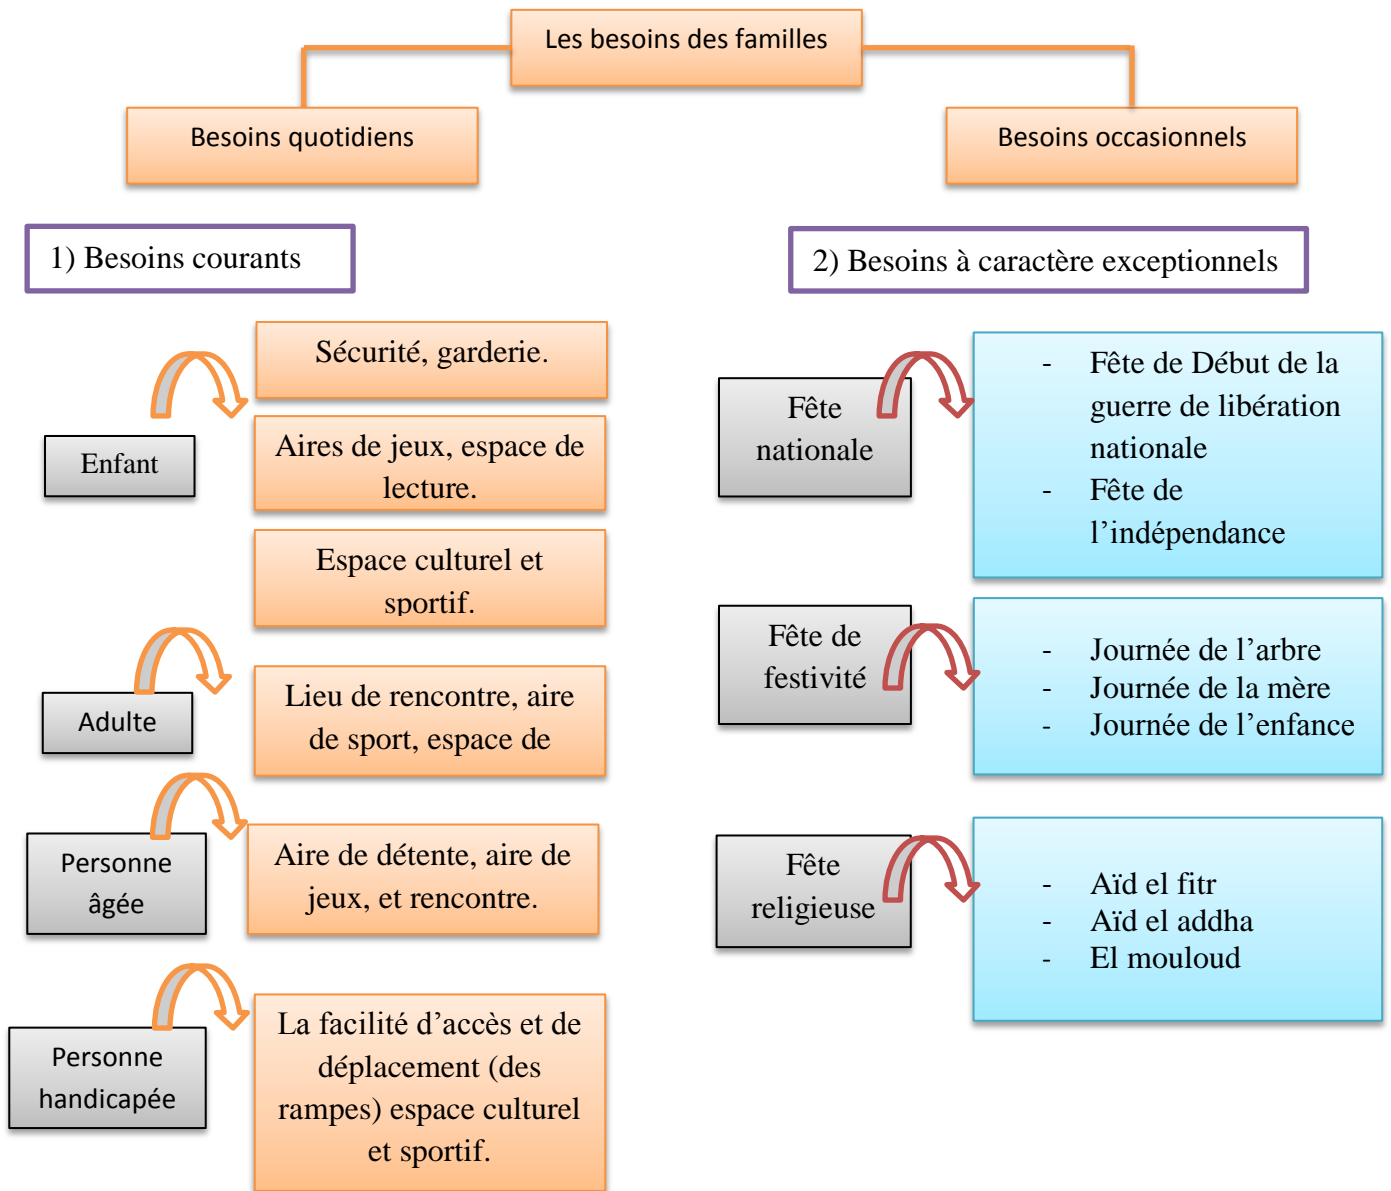 Les besoins des familles
Besoins quotidiens
Besoins occasionnels
1) Besoins courants
2) Besoins à caractère exceptionnels
Enfant
Sécurité, garderie.
Aires de jeux, espace de
lecture.
Espace culturel et
sportif.
Adulte
Lieu de rencontre, aire
de sport, espace de
Personne
âgée
Aire de détente, aire de
jeux, et rencontre.
Personne
handicapée
La facilité d’accès et de
déplacement (des
rampes) espace culturel
et sportif.
Fête
nationale
- Fête de Début de la
guerre de libération
nationale
- Fête de
l’indépendance
Fête de
festivité
- Journée de l’arbre
- Journée de la mère
- Journée de l’enfance
Fête
religieuse
- Aïd el fitr
- Aïd el addha
- El mouloud